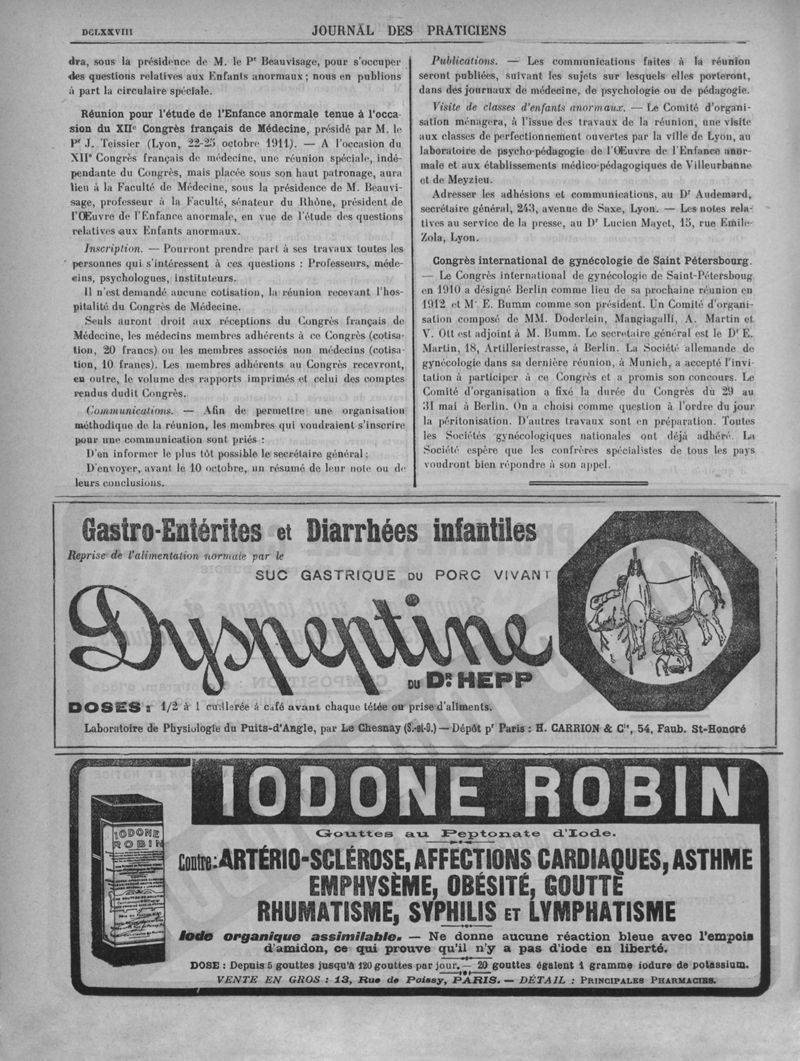 DCLXXVIII
JOURNAL DES PRATICIENS
dra, sous la présidence de M. le Pr Beauvisage, pour s'occuper
des questions relatives aux Enfants anormaux ; nous en publions
à part la circulaire spéciale.
Réunion pour l'étude de l'Enfance anormale tenue à l'occa
sion du XIIe Congrès français de Médecine, présidé par M. le
Pr J. Teissier (Lyon, 22-25 octobre 1911). — A l'occasion du
XIIe Congrès français de médecine, une réunion spéciale, indé-
pendante du Congrès, mais placée sous son haut patronage, aura
lieu à la Faculté de Médecine, sous la présidence de M. Beauvi-
sage, professeur à la Faculté, sénateur du Rhône, président de
l'Œuvre de l'Enfance anormale, en vue de l'étude des questions
relatives aux Enfants anormaux.
Inscription. — Pourront prendre part à ses travaux toutes les
personnes qui s'intéressent à ces questions : Professeurs, méde-
cins, psychologues, instituteurs.
Il n'est demandé aucune cotisation, la réunion recevant l'hos-
pitalité du Congrès de Médecine.
Seuls auront droit aux réceptions du Congrès français de
Médecine, les médecins membres adhérents à ce Congrès (cotisa-
tion, 20 francs) ou les membres associés non médecins (cotisa-
tion, 10 francs). Les membres adhérents au Congrès recevront,
en outre, le volume des rapports imprimés et celui des comptes
rendus dudit Congrès.
Communications. — Afin de permettre une organisation
méthodique de la réunion, les membres qui voudraient s'inscrire
pour une communication sont priés :
D'en informer le plus tôt possible le secrétaire général ;
D'envoyer, avant le 10 octobre, un résumé de leur note ou de
leurs conclusions.
Publications. — Les communications faites à la réunion
seront publiées, suivant les sujets sur lesquels elles porteront,
dans des journaux de médecine, de psychologie ou de pédagogie.
Visite de classes d'enfants anormaux. — Le Comité d'organi-
sation ménagera, à l'issue des travaux de la réunion, une visite
aux classes de perfectionnement ouvertes par la ville de Lyon, au
laboratoire de psycho-pédagogie de l'Œuvre de l'Enfance anor-
male et aux établissements médico-pédagogiques de Villeurbanne
et de Meyzieu.
Adresser les adhésions et communications, au Dr Audemard,
secrétaire général, 243, avenue de Saxe, Lyon. — Les notes rela-
tives au service de la presse, au Dr Lucien Mayet, 15, rue Emile-
Zola, Lyon.
Congrès international de gynécologie de Saint Pétersbourg.
— Le Congrès international de gynécologie de Saint-Pétersboug
en 1910 a désigné Berlin comme lieu de sa prochaine réunion en
1912 et Mr E. Bumm comme son président. Un Comité d'organi-
sation composé de MM. Doderlein, Mangiagalli, A. Martin et
V. Ott est adjoint à M. Bumm. Le secretaire général est le Dr E.
Martin, 18, Artilleriestrasse, à Berlin. La Société allemande de
gynécologie dans sa dernière réunion, à Munich, a accepté l'invi-
tation à participer à ce Congrès et a promis son concours. Le
Comité d'organisation a fixé la durée du Congrès du 29 au
31 mai à Berlin. On a choisi comme question à l'ordre du jour
la péritonisation. D'autres travaux sont en préparation. Toutes
les Sociétés gynécologiques nationales ont déjà adhéré. La
Société espère que les confrères spécialistes de tous les pays
voudront bien répondre à son appel.
Gastro-Entérites et Diarrhées infantiles
Reprise de l'alimentation normale par le
SUC GASTRIQUE DU PORC VIVANT
Dyspeptine
DU Dr HEPP
DOSES : 1/2 à 1 cuillerée à café avant chaque tétée ou prise d'aliments.
Laboratoire de Physiologie du Puits-d'Angle, par Le Chesnay (S.-et-O.) — Dépôt pr Paris : H. CARRION & Cie, 54, Faub. St-Honoré
IODONE ROBIN
Gouttes au Peptonate d'Iode.
IODONE
ROBIN
Contre : ARTÉRIO-SCLÉROSE, AFFECTIONS CARDIAQUES, ASTHME
EMPHYSÈME, OBÉSITÉ, GOUTTE
RHUMATISME, SYPHILIS ET LYMPHATISME
Iode organique assimilable. — Ne donne aucune réaction bleue avec l'empois
d'amidon, ce qui prouve qu'il n'y a pas d'iode en liberté.
DOSE : Depuis 5 gouttes jusqu'à 120 gouttes par jour. — 20 gouttes égalent 1 gramme iodure de potassium.
VENTE EN GROS : 13, Rue de Poissy, PARIS. — DÉTAIL : PRINCIPALES PHARMACIES.